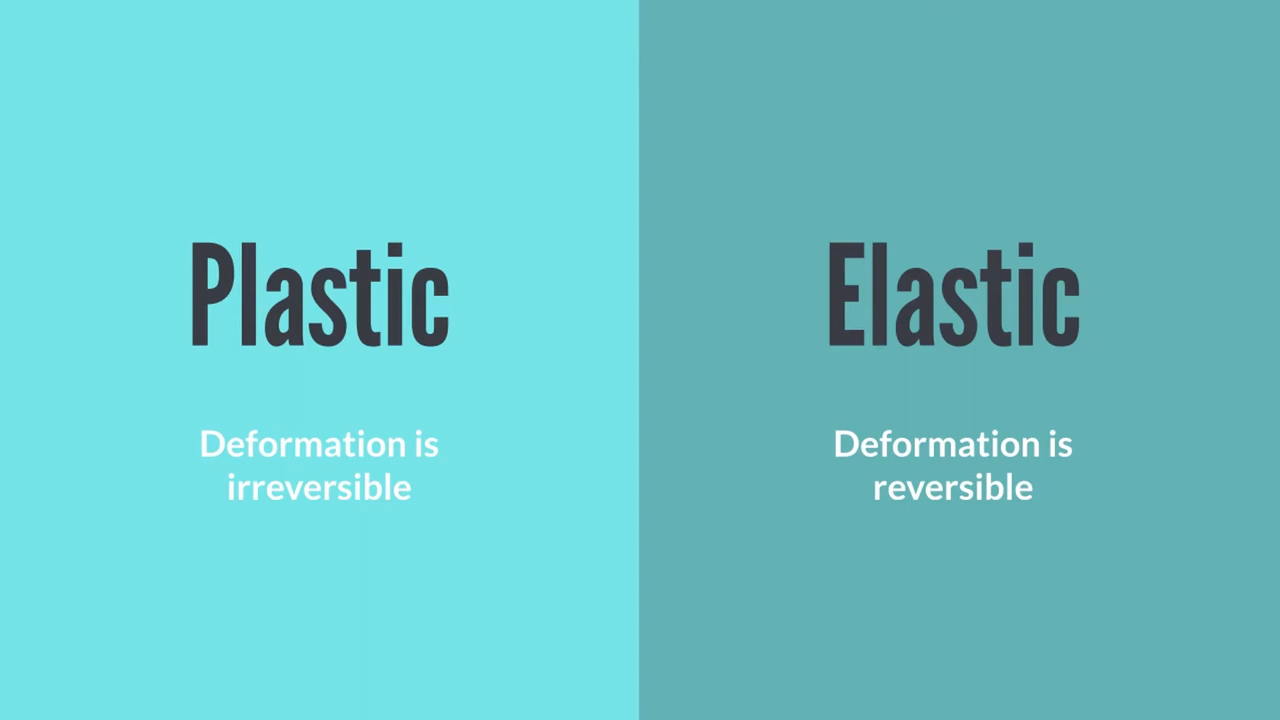 Plastic
Deformation is
irreversible
Elastic
Deformation is
reversible